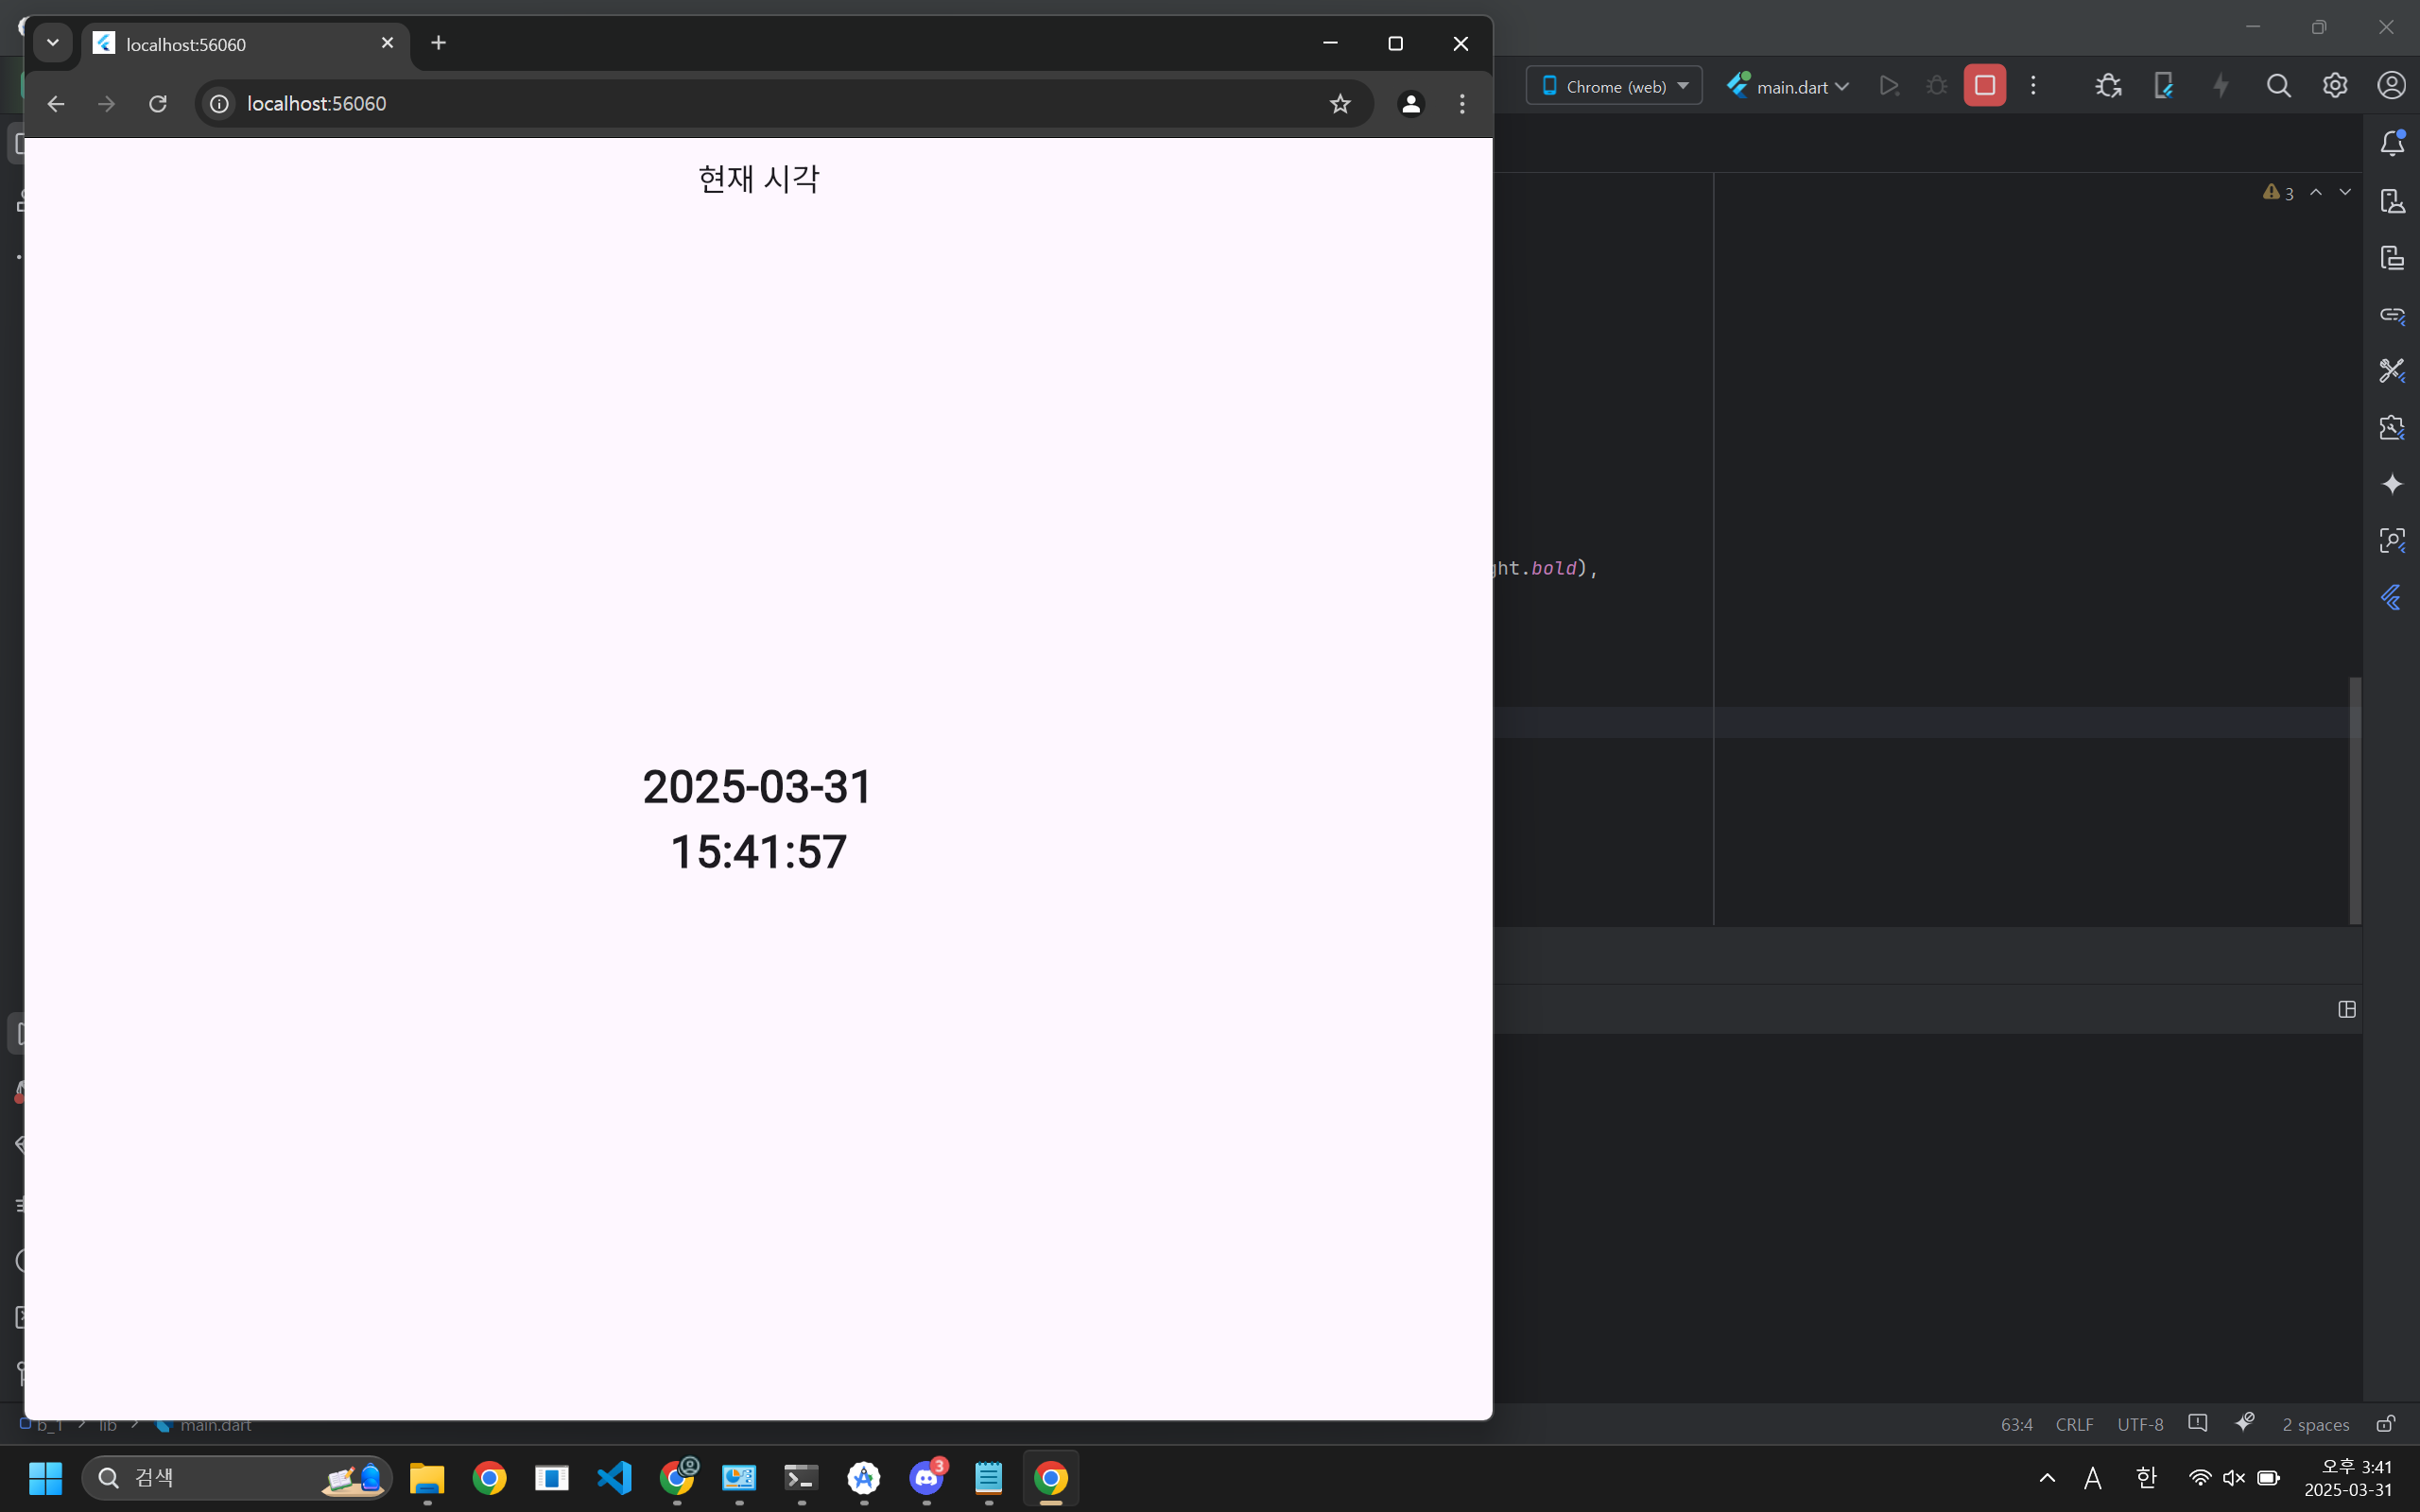 localhost:56060
localhost:56060
Chrome (web)
main.dart
현재 시각
3
ght.bold),
2025-03-31
15:41:57
b_1 > lib > main.dart
63:4 CRLF UTF-8 2 spaces
검색
3
A 한
오후 3:41
2025-03-31